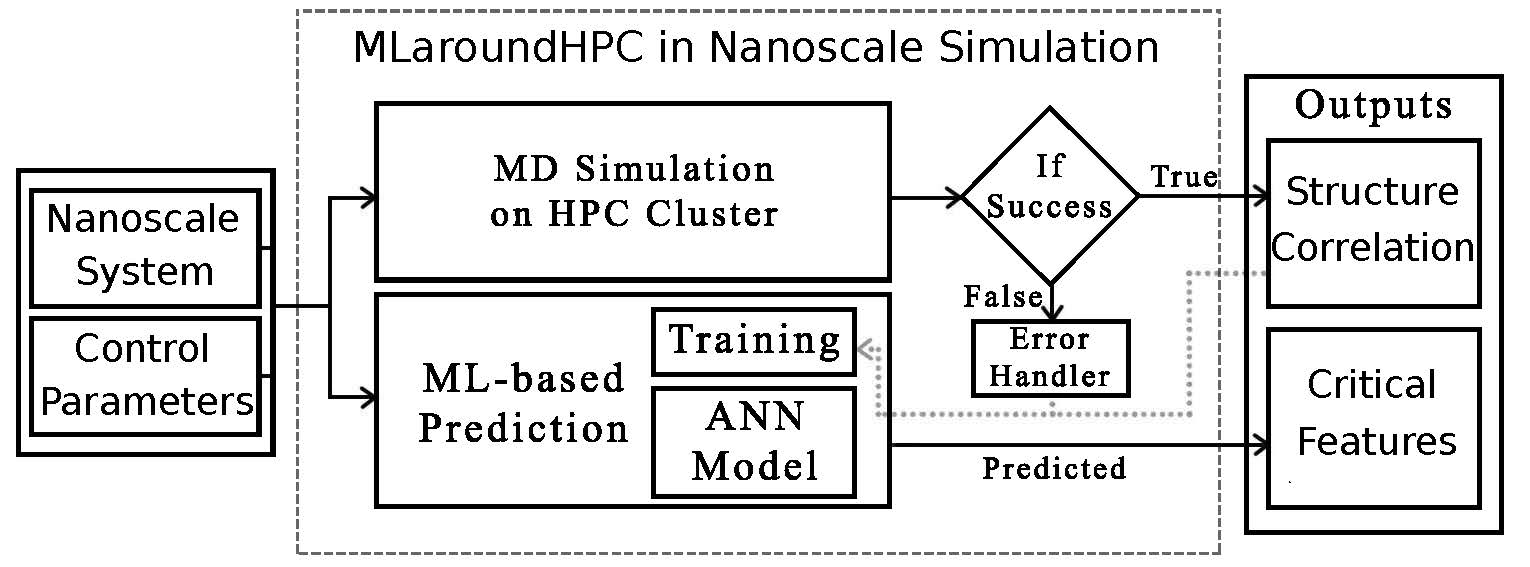 MLaroundHPC in Nanoscale Simulation
Nanoscale
System
Control
Parameters
MD Simulation
on HPC Cluster
ML-based
Prediction
Training
ANN
Model
If
Success
True
False
Error
Handler
Predicted
Outputs
Structure
Correlation
Critical
Features